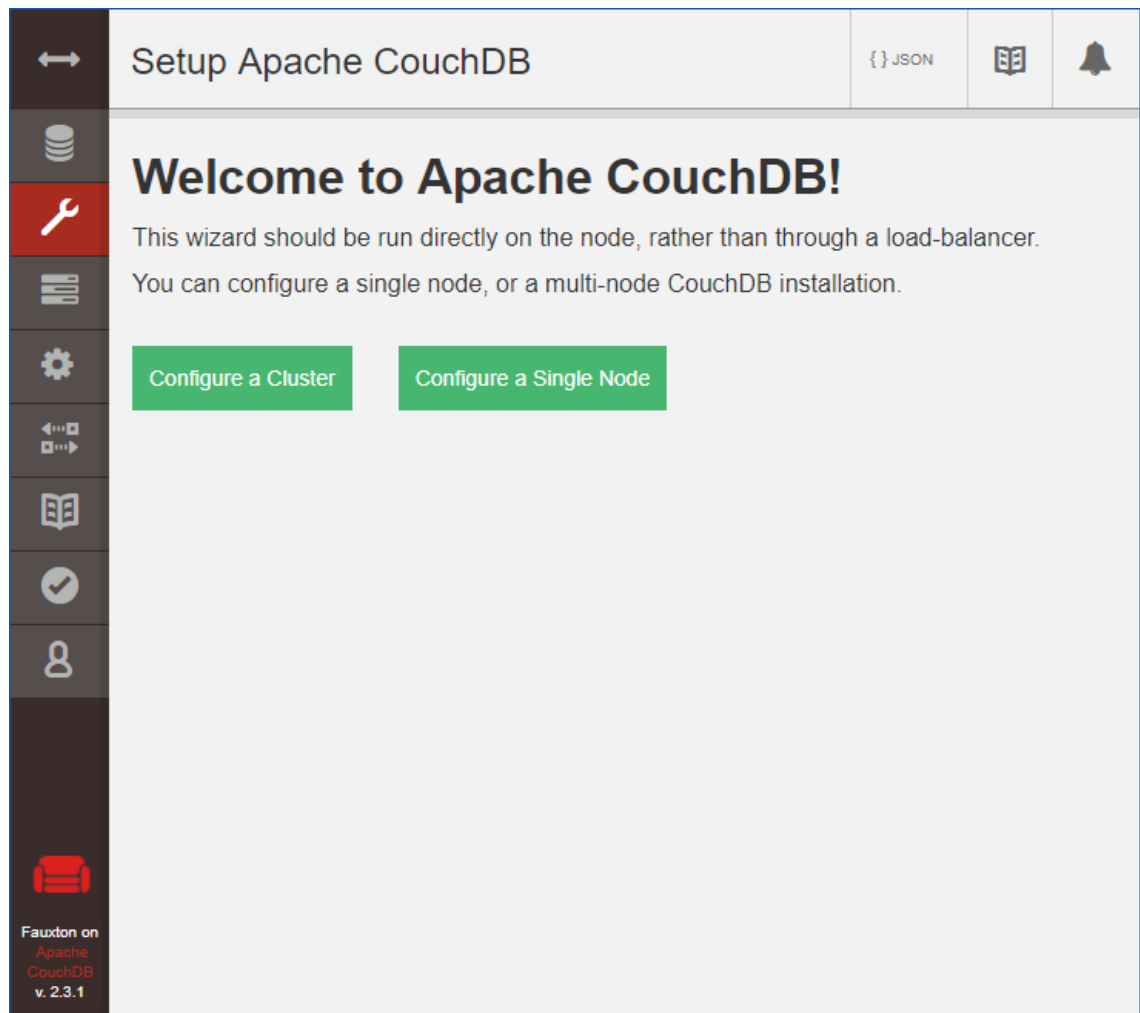 Setup Apache CouchDB
{ } JSON
Welcome to Apache CouchDB!
This wizard should be run directly on the node, rather than through a load-balancer.
You can configure a single node, or a multi-node CouchDB installation.
Configure a Cluster
Configure a Single Node
Fauxton on
Apache
CouchDB
v. 2.3.1